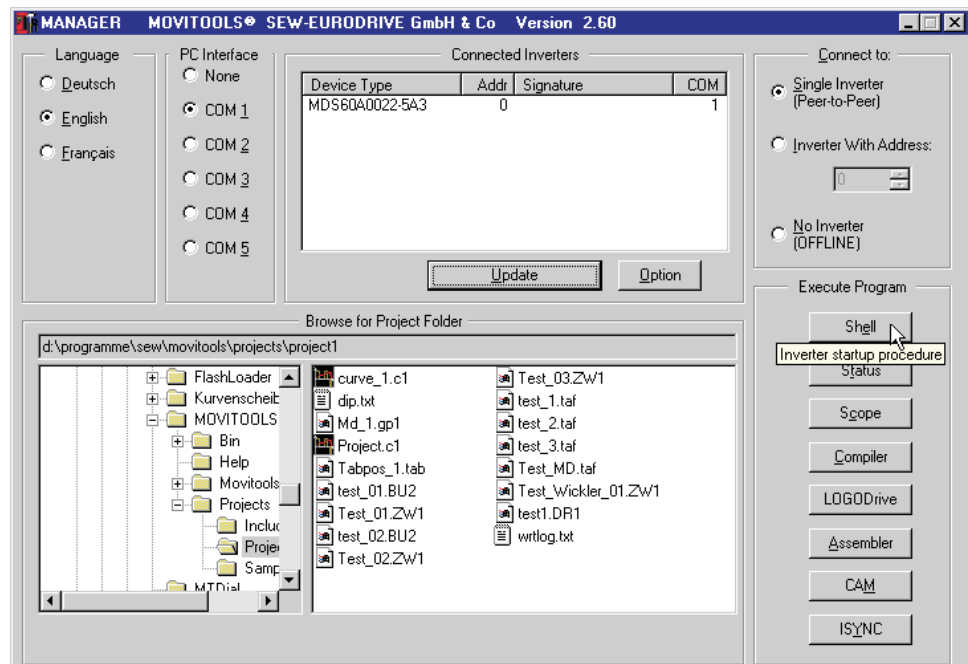 MANAGER MOVITOOLS® SEW-EURODRIVE GmbH & Co Version 2.60
Language
Deutsch
English
Français
PC Interface
None
COM 1
COM 2
COM 3
COM 4
COM 5
Connected Inverters
Device Type Addr Signature COM
MDS60A0022-5A3 0 1
Update Option
Connect to:
Single Inverter
(Peer-to-Peer)
Inverter With Address:
0
No Inverter
(OFFLINE)
Browse for Project Folder
d:\programme\sew\movitools\projects\project1
FlashLoader
Kurvenscheib
MOVITOOLS
Bin
Help
Movitools
Projects
Includ
Proje
Samp
MTDial
curve_1.c1
dip.txt
Md_1.gp1
Project.c1
Tabpos_1.tab
test_01.BU2
Test_01.ZW1
test_02.BU2
Test_02.ZW1
Test_03.ZW1
test_1.taf
test_2.taf
test_3.taf
Test_MD.taf
Test_Wickler_01.ZW1
test1.DR1
wrtlog.txt
Execute Program
Shell
Inverter startup procedure
Status
Scope
Compiler
LOGODrive
Assembler
CAM
ISYNC